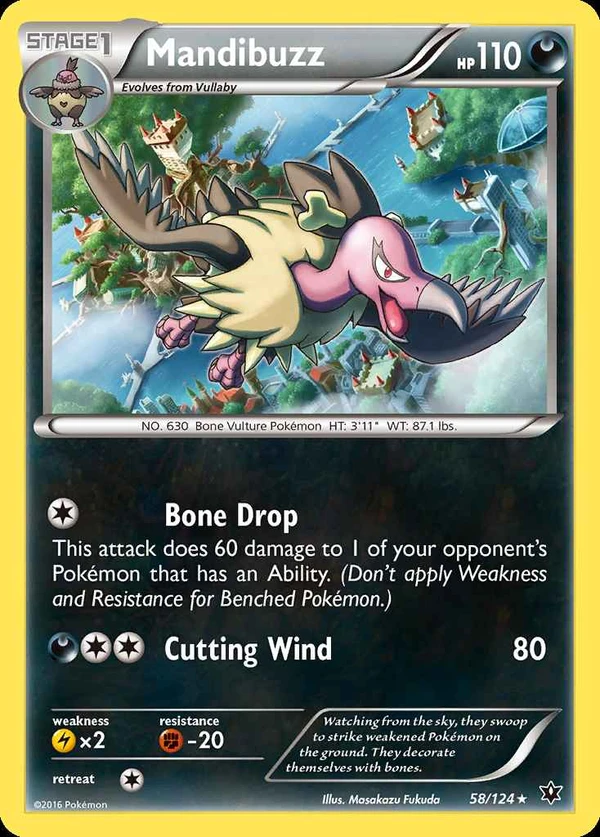 STAGE1
Mandibuzz
HP110
Evolves from Vullaby
NO. 630 Bone Vulture Pokémon HT: 3'11" WT: 87.1 lbs.
Bone Drop
This attack does 60 damage to 1 of your opponent's
Pokémon that has an Ability. (Don't apply Weakness
and Resistance for Benched Pokémon.)
Cutting Wind 80
weakness
×2
resistance
-20
retreat
Watching from the sky, they swoop
to strike weakened Pokémon on
the ground. They decorate
themselves with bones.
©2016 Pokémon
Illus. Masakazu Fukuda
58/124★